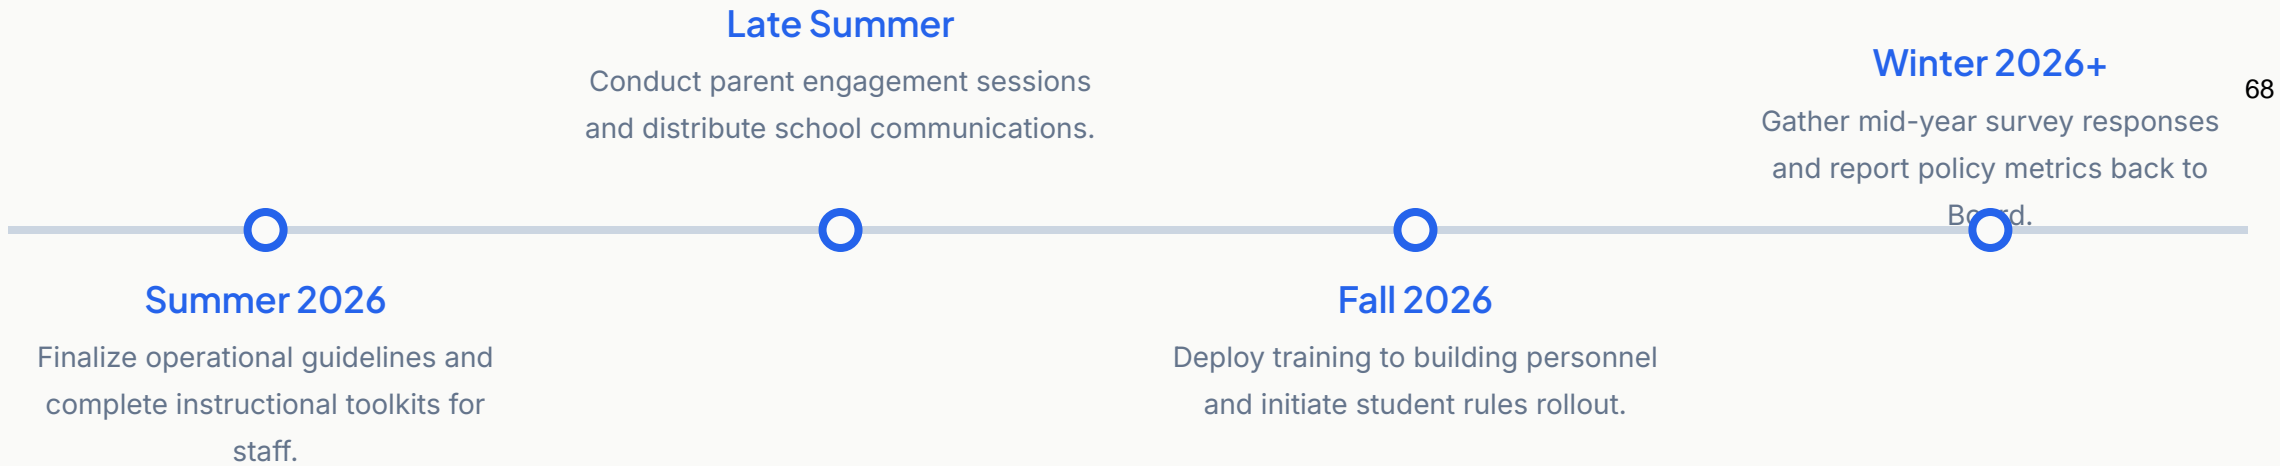 Late Summer
Conduct parent engagement sessions
and distribute school communications.
Winter 2026+
68
Gather mid-year survey responses
and report policy metrics back to
Board.
Summer 2026
Finalize operational guidelines and
complete instructional toolkits for
staff.
Fall 2026
Deploy training to building personnel
and initiate student rules rollout.